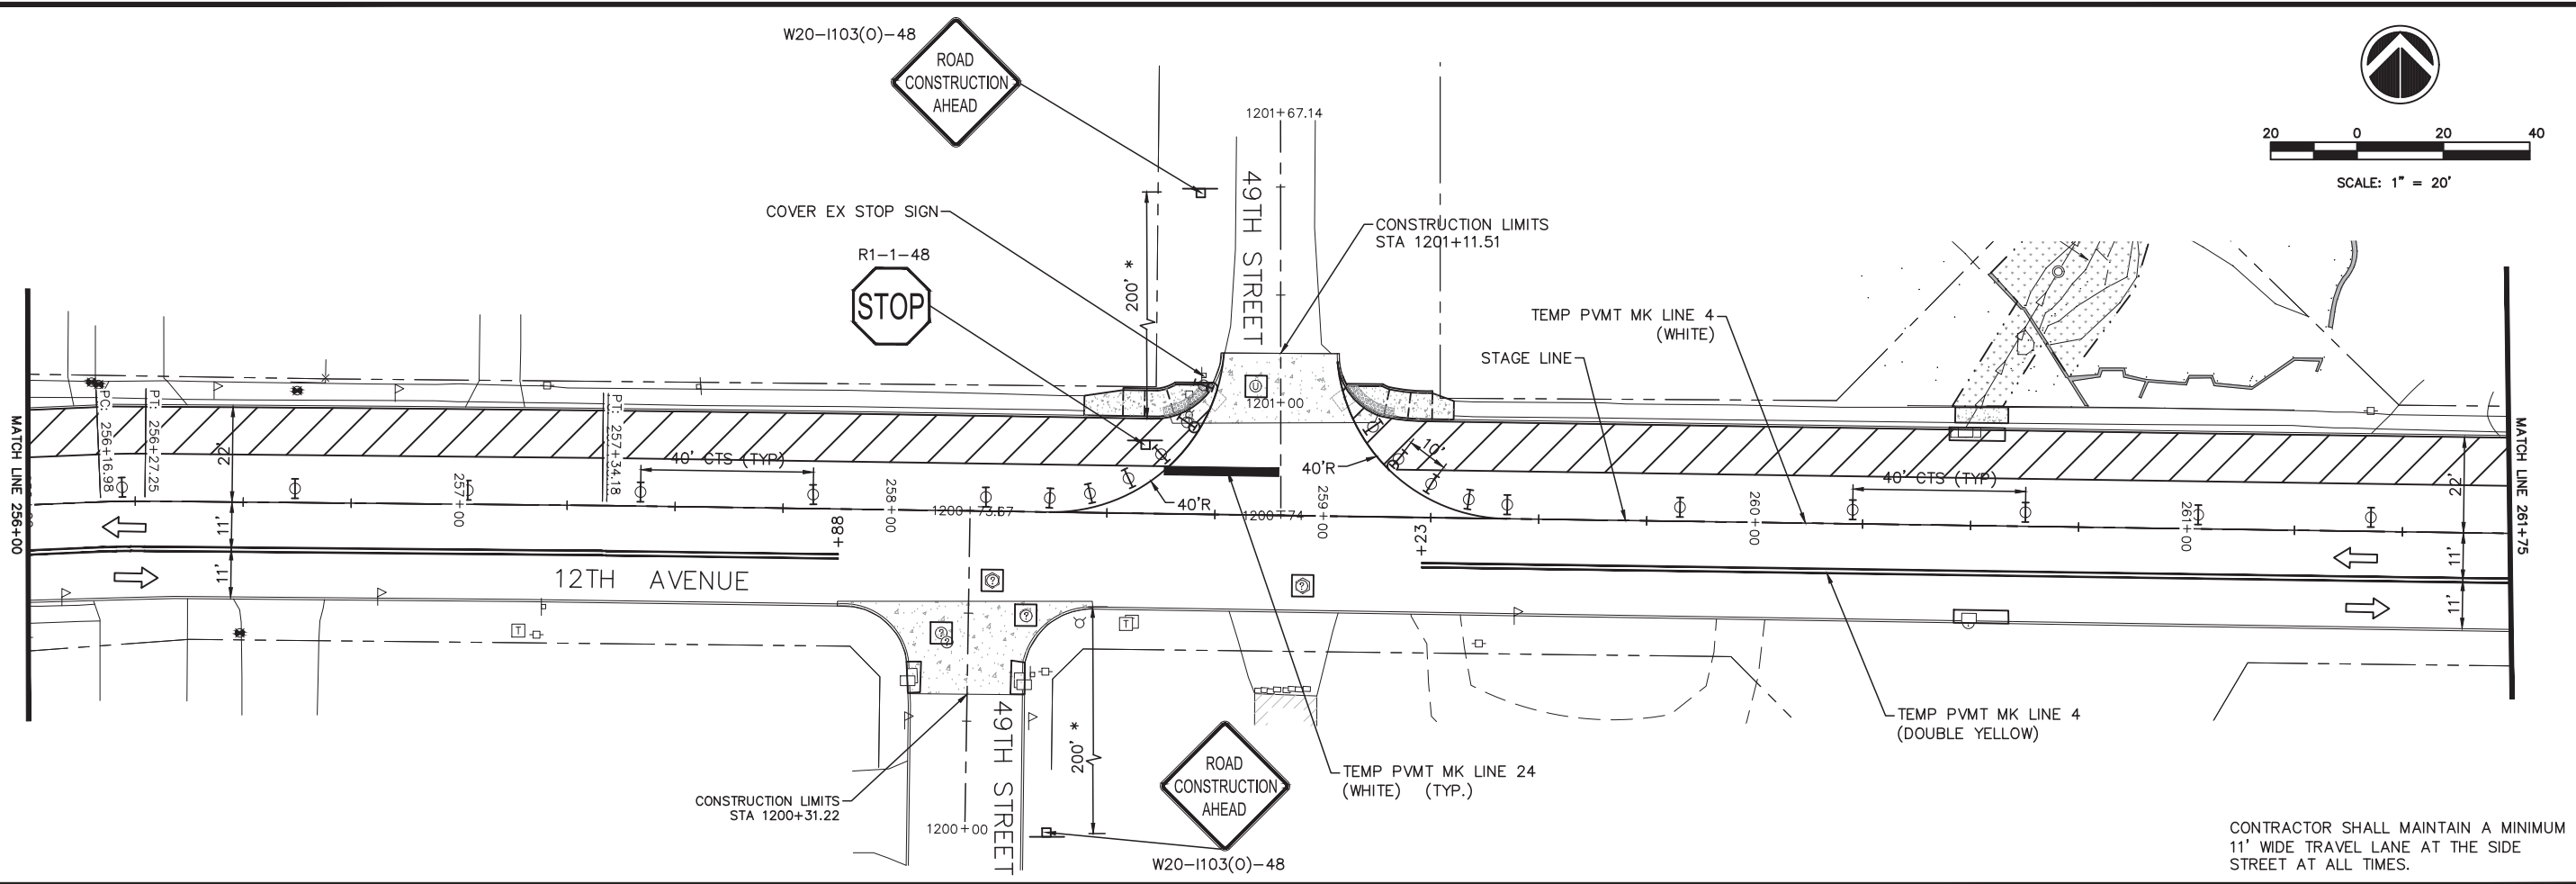 W20-I103(O)-48
ROAD
CONSTRUCTION
AHEAD
1201+67.14
20 0 20 40
SCALE: 1" = 20'
COVER EX STOP SIGN
49TH STREET
CONSTRUCTION LIMITS
STA 1201+11.51
R1-1-48
STOP
200' *
TEMP PVMT MK LINE 4
(WHITE)
STAGE LINE
U
1201+00
MATCH LINE 256+00
PC: 256+16.98
PT: 256+27.25
22'
257+00
PT: 257+34.18
40' CTS (TYP)
258+00
1200+73.67
40'R
1200+74
40'R
10'
259+00
260+00
40' CTS (TYP)
261+00
22'
MATCH LINE 261+75
11'
11'
+88
+23
11'
11'
12TH AVENUE
?
?
?
?
T
T
TEMP PVMT MK LINE 4
(DOUBLE YELLOW)
49TH STREET
200' *
ROAD
CONSTRUCTION
AHEAD
TEMP PVMT MK LINE 24
(WHITE) (TYP.)
CONSTRUCTION LIMITS
STA 1200+31.22
1200+00
W20-I103(O)-48
CONTRACTOR SHALL MAINTAIN A MINIMUM
11' WIDE TRAVEL LANE AT THE SIDE
STREET AT ALL TIMES.